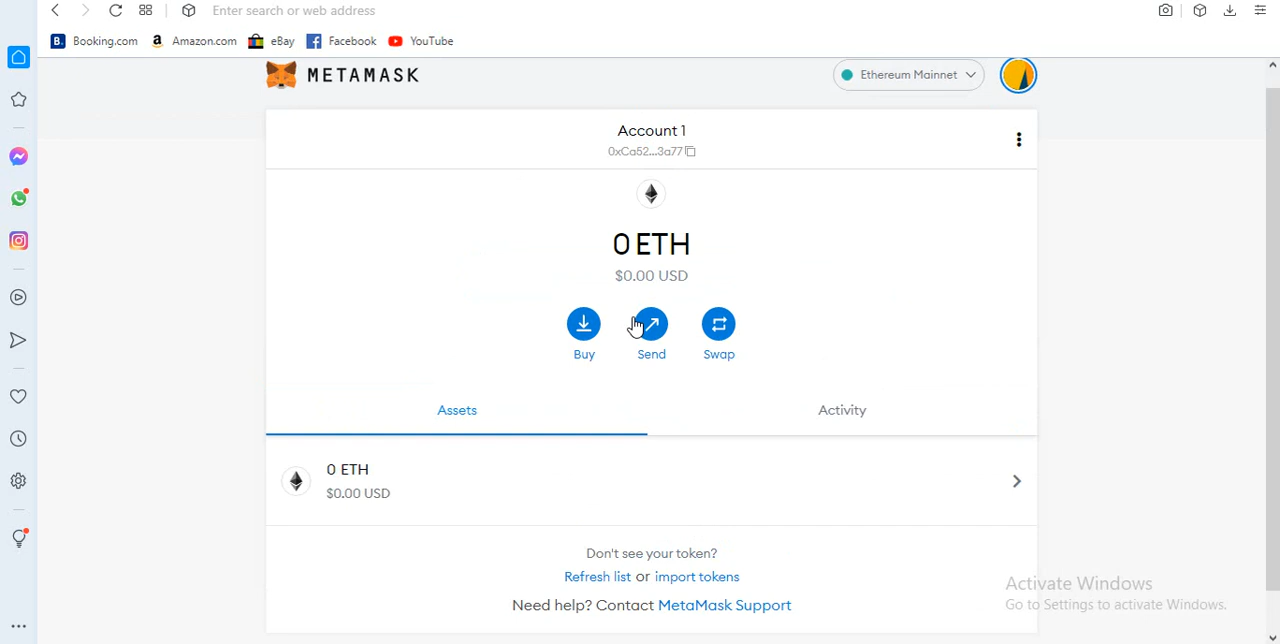 Enter search or web address
B. Booking.com a Amazon.com eBay Facebook YouTube
METAMASK
Ethereum Mainnet
Account 1
0xCa52...3a77
0 ETH
$0.00 USD
Buy Send Swap
Assets Activity
0 ETH
$0.00 USD
Don't see your token?
Refresh list or import tokens
Need help? Contact MetaMask Support
Activate Windows
Go to Settings to activate Windows.